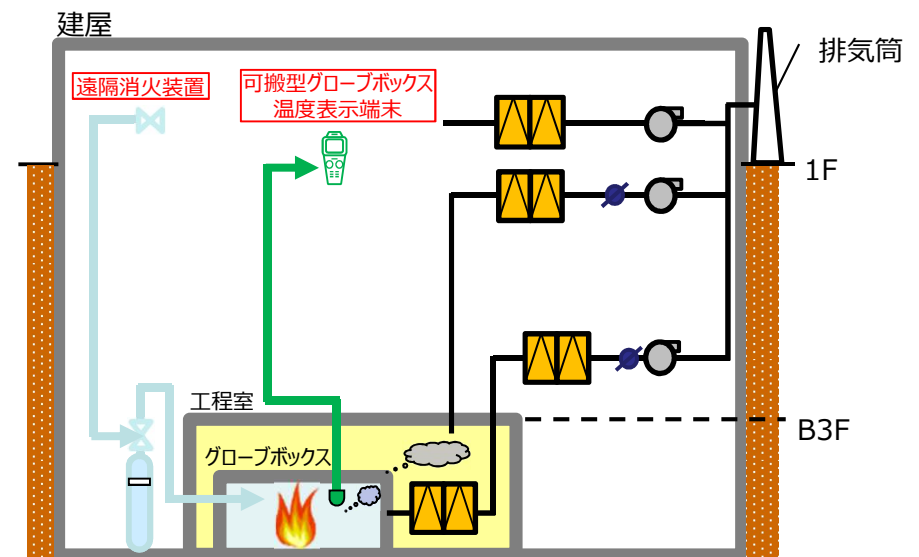 建屋
排気筒
遠隔消火装置
可搬型グローブボックス
温度表示端末
1F
工程室
B3F
グローブボックス